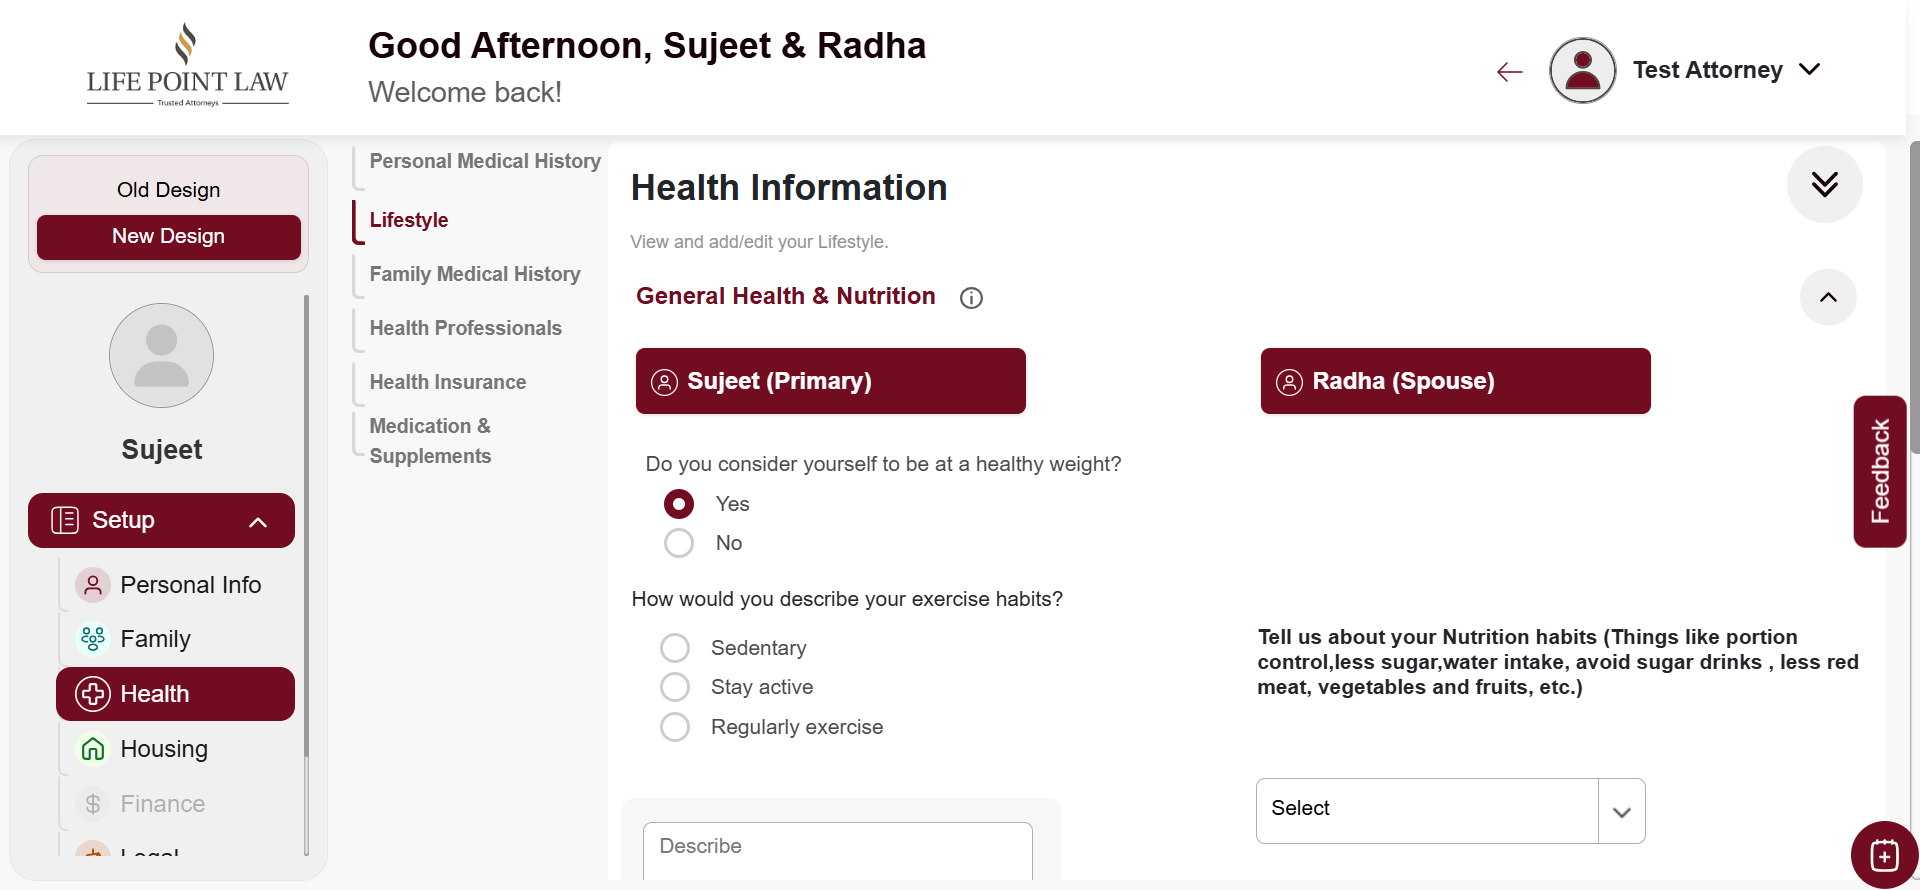 LIFE POINT LAW
Trusted Attorneys
Good Afternoon, Sujeet & Radha
Welcome back!
Test Attorney
Old Design
New Design
Sujeet
Setup
Personal Info
Family
Health
Housing
Finance
Legal
Personal Medical History
Lifestyle
Family Medical History
Health Professionals
Health Insurance
Medication &
Supplements
Health Information
View and add/edit your Lifestyle.
General Health & Nutrition
Sujeet (Primary)
Radha (Spouse)
Do you consider yourself to be at a healthy weight?
Yes
No
How would you describe your exercise habits?
Sedentary
Stay active
Regularly exercise
Describe
Tell us about your Nutrition habits (Things like portion
control,less sugar,water intake, avoid sugar drinks , less red
meat, vegetables and fruits, etc.)
Select
Feedback